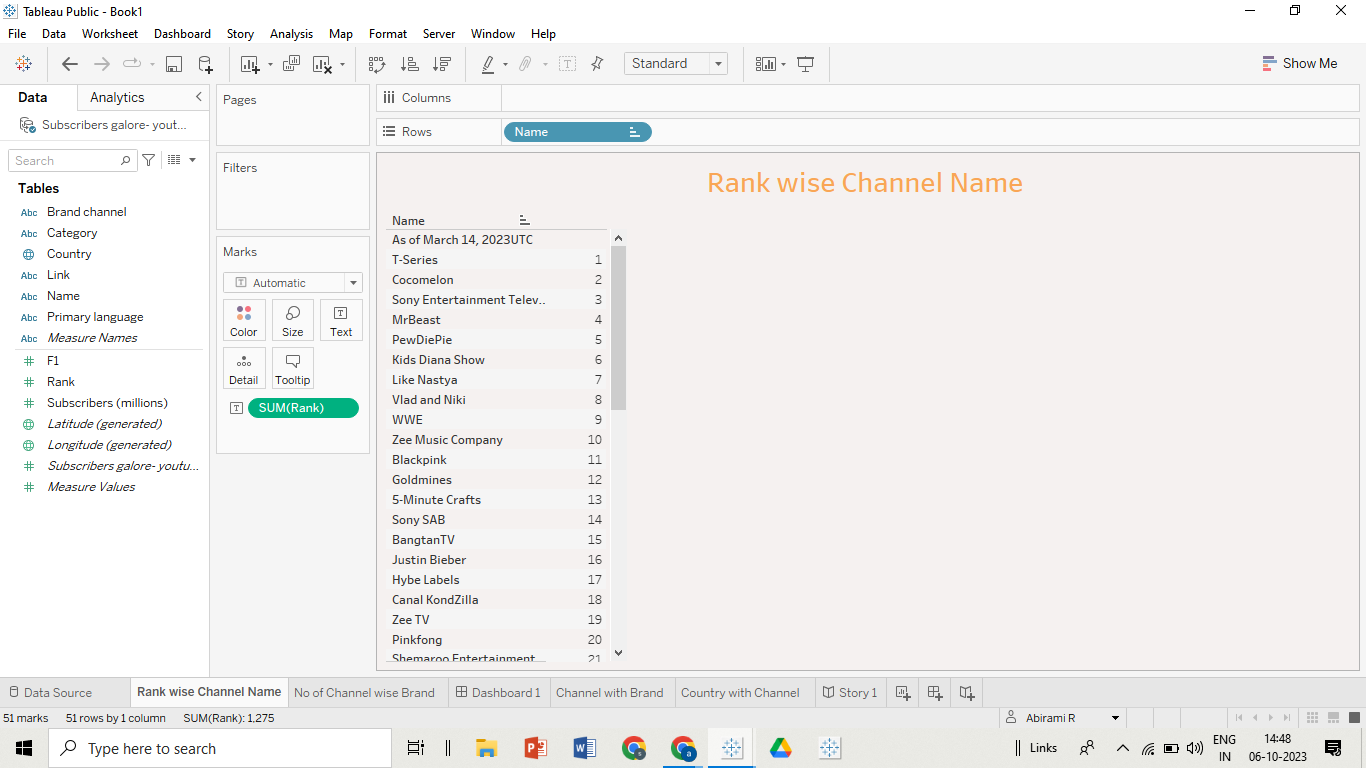 Tableau Public - Book1
File Data Worksheet Dashboard Story Analysis Map Format Server Window Help
Standard
Show Me
Data Analytics
Subscribers galore- yout...
Search
Tables
Abc Brand channel
Abc Category
Country
Abc Link
Abc Name
Abc Primary language
Abc Measure Names
F1
Rank
Subscribers (millions)
Latitude (generated)
Longitude (generated)
Subscribers galore- youtu...
Measure Values
Pages
Filters
Marks
Automatic
Color Size Text
Detail Tooltip
SUM(Rank)
Columns
Rows Name
Rank wise Channel Name
Name
As of March 14, 2023UTC
T-Series 1
Cocomelon 2
Sony Entertainment Telev.. 3
MrBeast 4
PewDiePie 5
Kids Diana Show 6
Like Nastya 7
Vlad and Niki 8
WWE 9
Zee Music Company 10
Blackpink 11
Goldmines 12
5-Minute Crafts 13
Sony SAB 14
BangtanTV 15
Justin Bieber 16
Hybe Labels 17
Canal KondZilla 18
Zee TV 19
Pinkfong 20
Shemaroo Entertainment 21
Data Source Rank wise Channel Name No of Channel wise Brand Dashboard 1 Channel with Brand Country with Channel Story 1
51 marks 51 rows by 1 column SUM(Rank): 1,275 Abirami R
Type here to search
Links
ENG
IN
14:48
06-10-2023